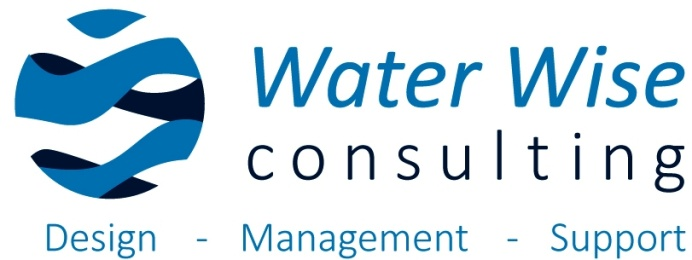 Water Wise
consulting
Design - Management - Support